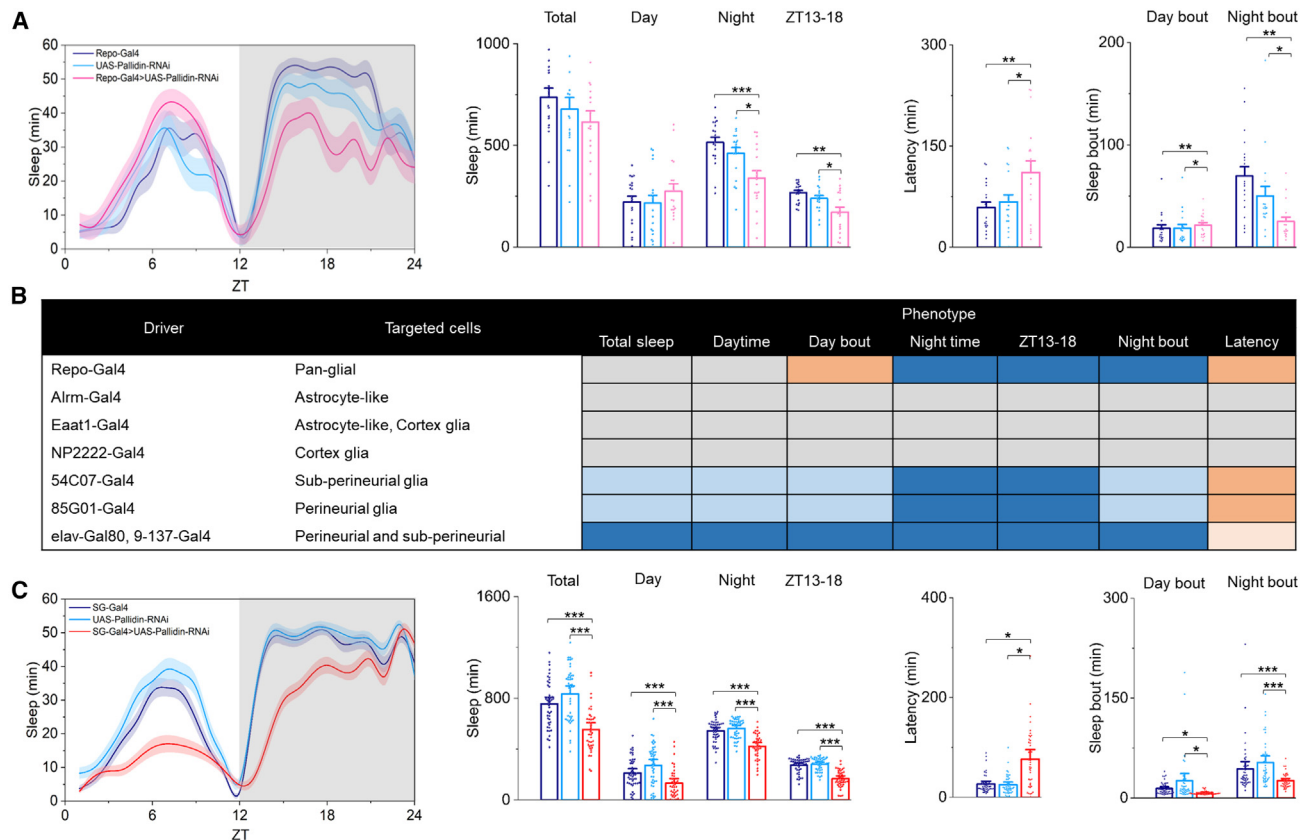 A
Repo-Gal4
UAS-Pallidin-RNAi
Repo-Gal4>UAS-Pallidin-RNAi
Sleep (min)
60
50
40
30
20
10
0
0
6
12
18
24
ZT
Total
Day
Night
ZT13-18
Sleep (min)
1000
500
0
***
*
**
*
Latency (min)
300
150
0
**
*
Day bout
Night bout
Sleep bout (min)
200
100
0
**
*
**
*
B
Driver
Targeted cells
Phenotype
Total sleep
Daytime
Day bout
Night time
ZT13-18
Night bout
Latency
Repo-Gal4
Pan-glial
Alrm-Gal4
Astrocyte-like
Eaat1-Gal4
Astrocyte-like, Cortex glia
NP2222-Gal4
Cortex glia
54C07-Gal4
Sub-perineurial glia
85G01-Gal4
Perineurial glia
elav-Gal80, 9-137-Gal4
Perineurial and sub-perineurial
C
SG-Gal4
UAS-Pallidin-RNAi
SG-Gal4>UAS-Pallidin-RNAi
Sleep (min)
60
50
40
30
20
10
0
0
6
12
18
24
ZT
Total
Day
Night
ZT13-18
Sleep (min)
1600
800
0
***
***
***
***
***
***
***
***
Latency (min)
400
200
0
*
*
Day bout
Night bout
Sleep bout (min)
300
100
0
*
*
***
***